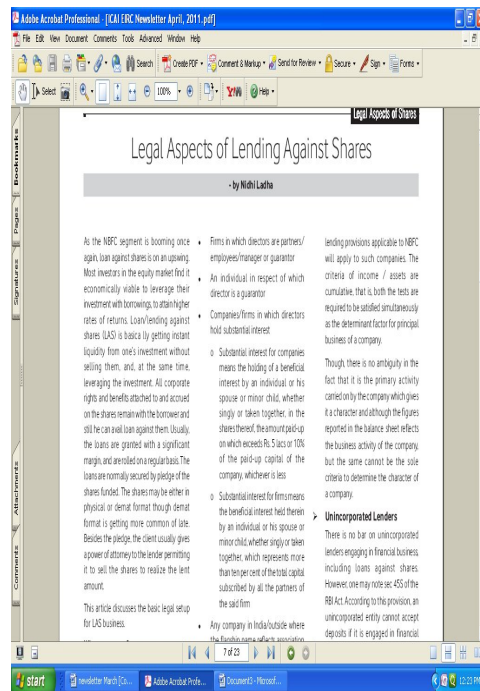 Adobe Acrobat Professional - [ICAI EIRC Newsletter April, 2011.pdf]
File Edit View Document Comments Tools Advanced Window Help
Search Create PDF Comment & Markup Send for Review Secure Sign Forms
Select 100% Y! Help
Bookmarks
Pages
Signatures
Attachments
Comments
Legal Aspects of Shares
Legal Aspects of Lending Against Shares
- by Nidhi Ladha
As the NBFC segment is booming once
again, loan against shares is on an upswing.
Most investors in the equity market find it
economically viable to leverage their
investment with borrowings, to attain higher
rates of returns. Loan/lending against
shares (LAS) is basica lly getting instant
liquidity from one's investment without
selling them, and, at the same time,
leveraging the investment. All corporate
rights and benefits attached to and accrued
on the shares remain with the borrower and
still he can avail loan against them. Usually,
the loans are granted with a significant
margin, and are rolled on a regular basis. The
loans are normally secured by pledge of the
shares funded. The shares may be either in
physical or demat format though demat
format is getting more common of late.
Besides the pledge, the client usually gives
a power of attorney to the lender permitting
it to sell the shares to realize the lent
amount.
This article discusses the basic legal setup
for LAS business.
• Firms in which directors are partners/
employees/manager or guarantor
• An individual in respect of which
director is a guarantor
• Companies/firms in which directors
hold substantial interest
o Substantial interest for companies
means the holding of a beneficial
interest by an individual or his
spouse or minor child, whether
singly or taken together, in the
shares thereof, the amount paid-up
on which exceeds Rs. 5 lacs or 10%
of the paid-up capital of the
company, whichever is less
o Substantial interest for firms means
the beneficial interest held therein
by an individual or his spouse or
minor child, whether singly or taken
together, which represents more
than ten per cent of the total capital
subscribed by all the partners of
the said firm
• Any company in India/outside where
the flagship name reflects association
lending provisions applicable to NBFC
will apply to such companies. The
criteria of income / assets are
cumulative, that is, both the tests are
required to be satisfied simultaneously
as the determinant factor for principal
business of a company.
Though, there is no ambiguity in the
fact that it is the primary activity
carried on by the company which gives
it a character and although the figures
reported in the balance sheet reflects
the business activity of the company,
but the same cannot be the sole
criteria to determine the character of
a company.
➢ Unincorporated Lenders
There is no bar on unincorporated
lenders engaging in financial business,
including loans against shares.
However, one may note sec 45S of the
RBI Act. According to this provision, an
unincorporated entity cannot accept
deposits if it is engaged in financial
7 of 23
start newsletter March [Co... Adobe Acrobat Profe... Document3 - Microsof... 12:23 PM